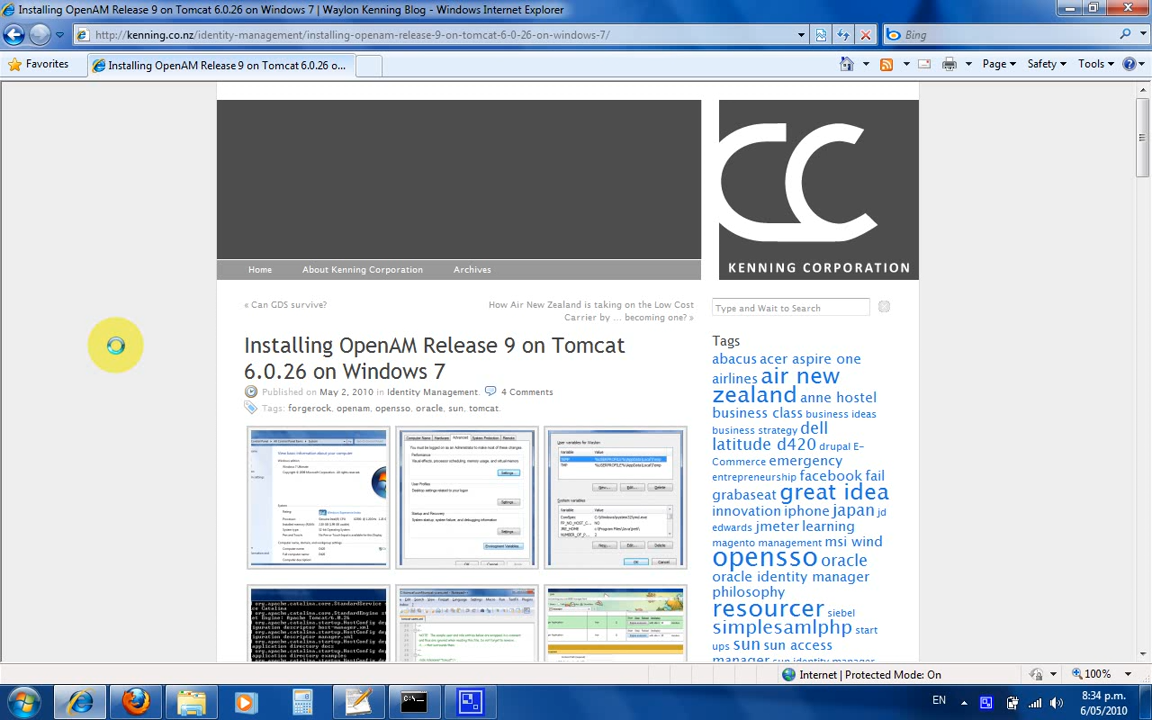 Installing OpenAM Release 9 on Tomcat 6.0.26 on Windows 7 | Waylon Kenning Blog - Windows Internet Explorer
http://kenning.co.nz/identity-management/installing-openam-release-9-on-tomcat-6-0-26-on-windows-7/
Bing
Favorites
Installing OpenAM Release 9 on Tomcat 6.0.26 o...
Page
Safety
Tools
KENNING CORPORATION
Home
About Kenning Corporation
Archives
« Can GDS survive?
How Air New Zealand is taking on the Low Cost
Carrier by ... becoming one? »
Type and Wait to Search
Installing OpenAM Release 9 on Tomcat
6.0.26 on Windows 7
Published on May 2, 2010 in Identity Management. 4 Comments
Tags: forgerock, openam, opensso, oracle, sun, tomcat.
Tags
abacus acer aspire one
airlines air new
zealand anne hostel
business class business ideas
business strategy dell
latitude d420 drupal E-
Commerce emergency
entrepreneurship facebook fail
grabaseat great idea
innovation iphone japan jd
edwards jmeter learning
magento management msi wind
opensso oracle
oracle identity manager
philosophy
resourcer siebel
simplesamlphp start
ups sun sun access
manager sun identity manager
Internet | Protected Mode: On
100%
EN
8:34 p.m.
6/05/2010